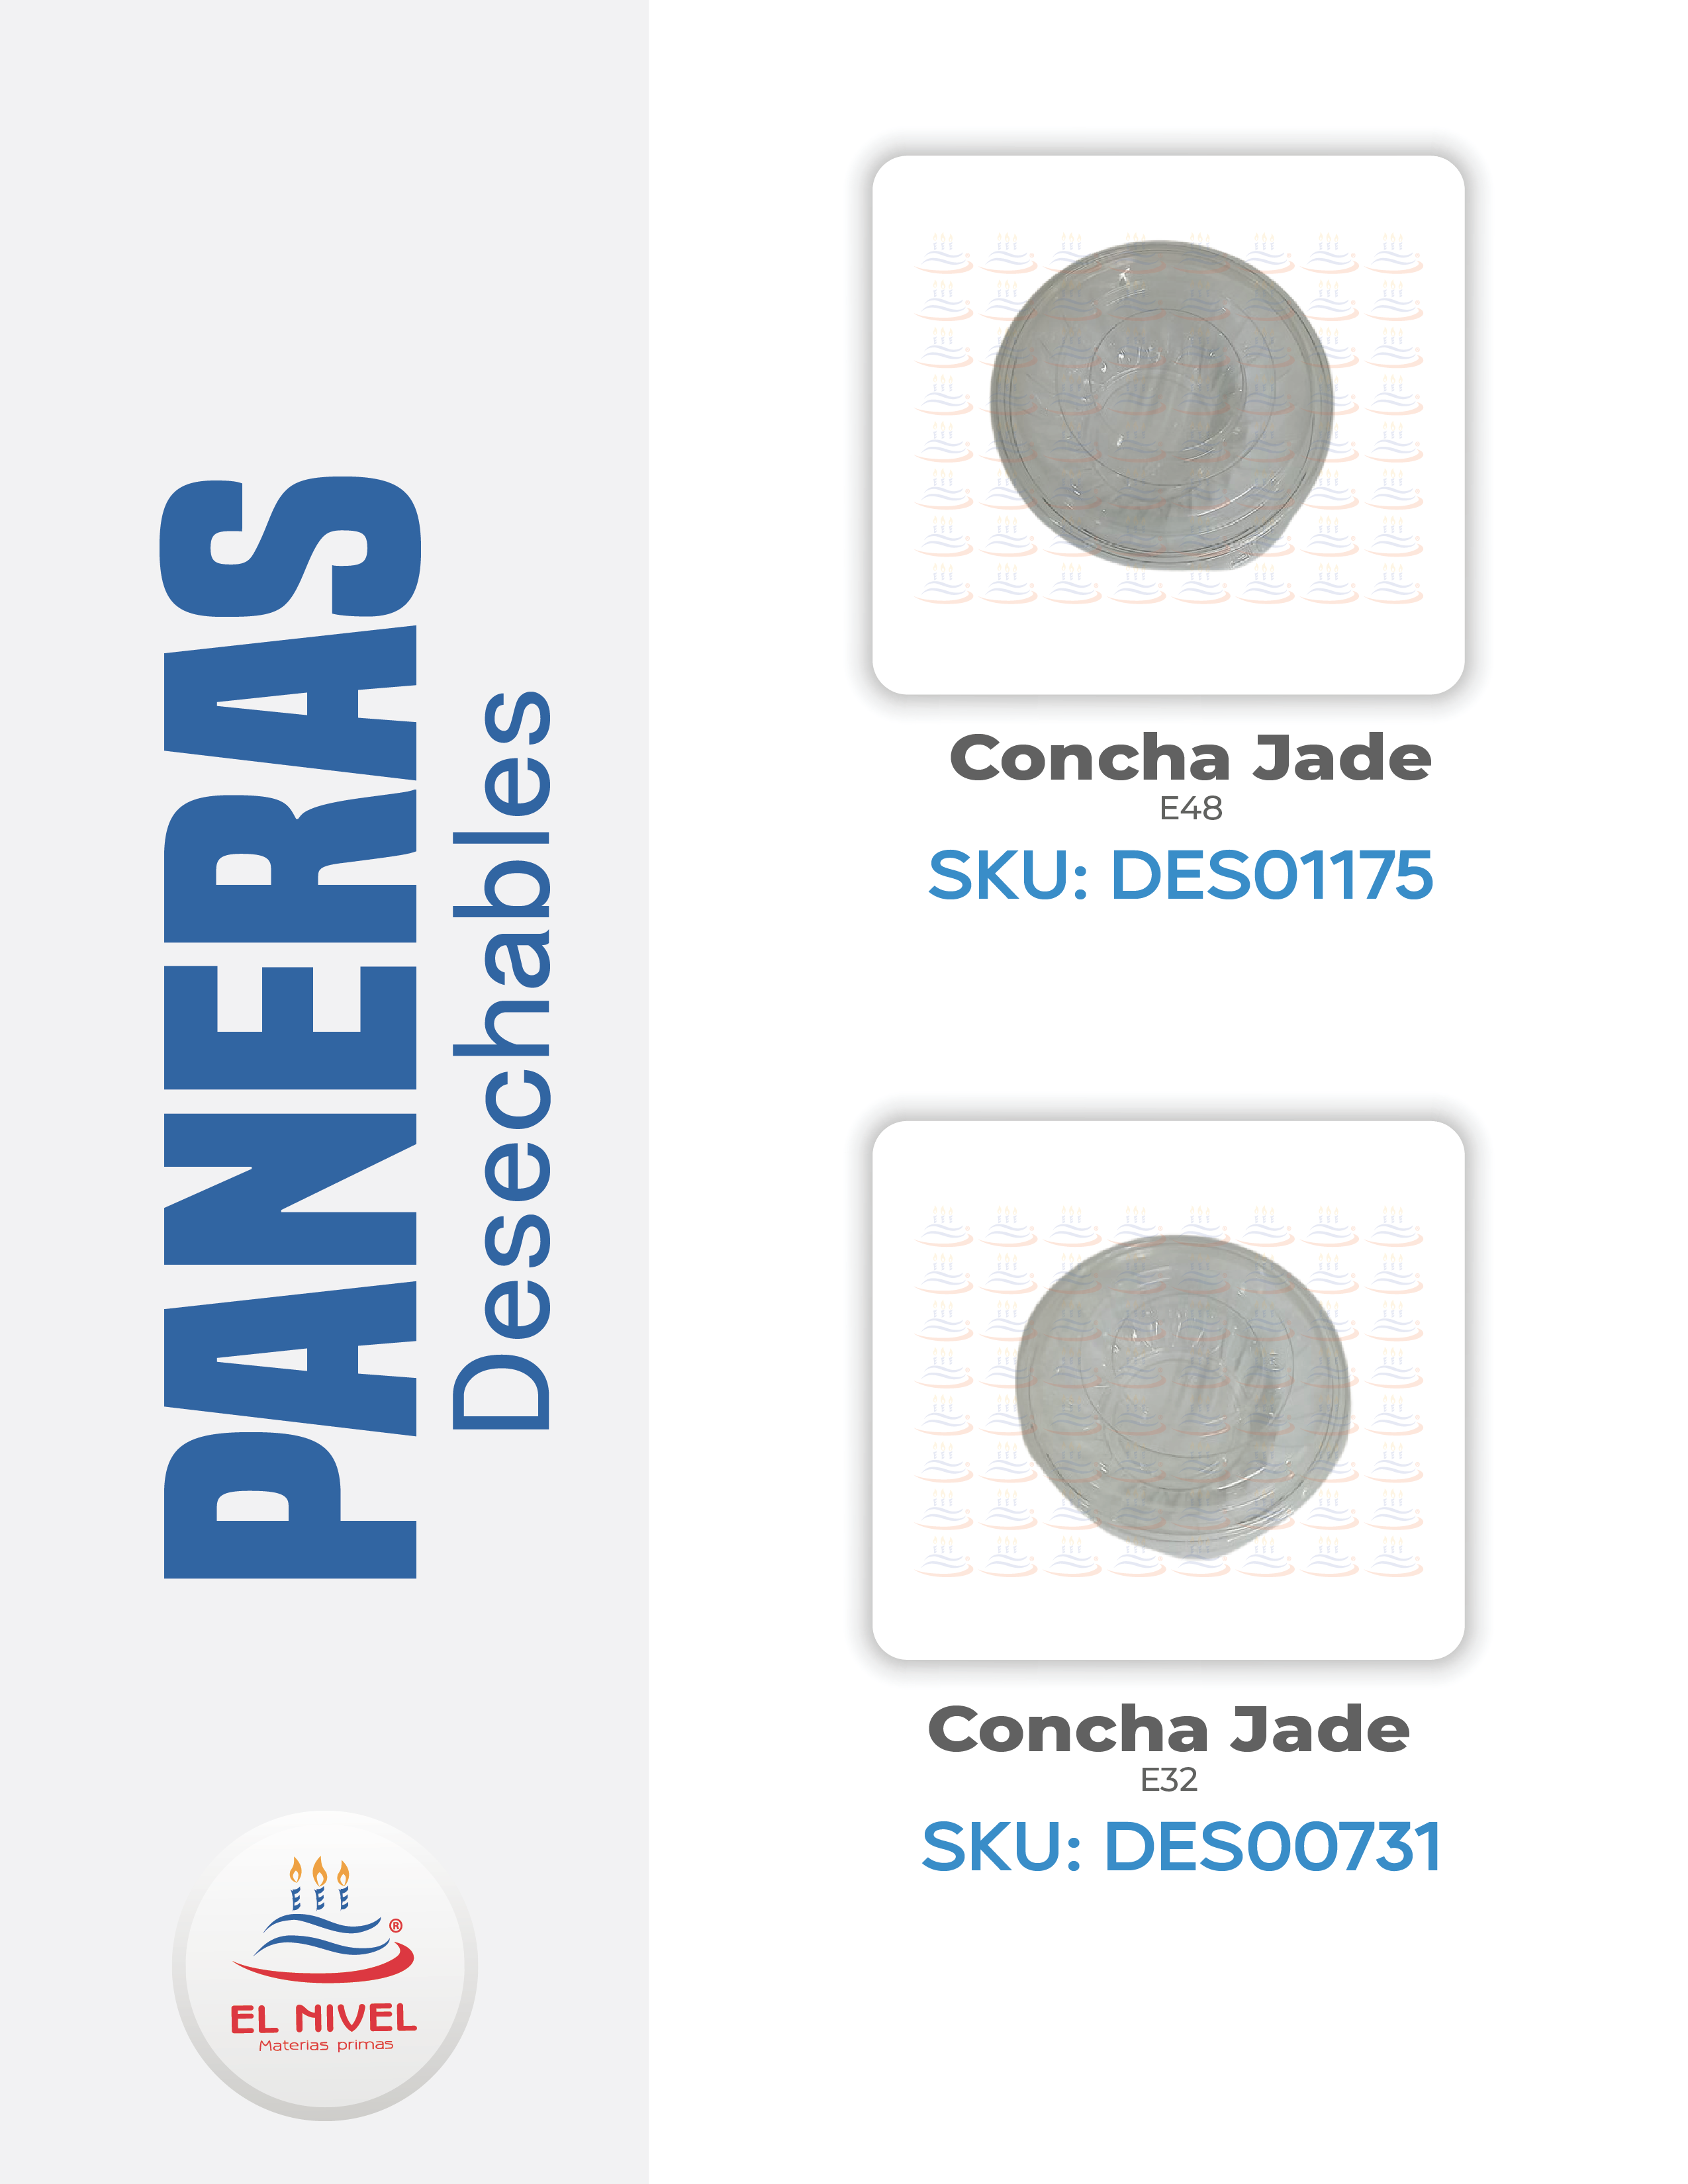 PANERAS
Desechables
Concha Jade
E48
SKU: DES01175
Concha Jade
E32
SKU: DES00731
®
EL NIVEL
Materias primas